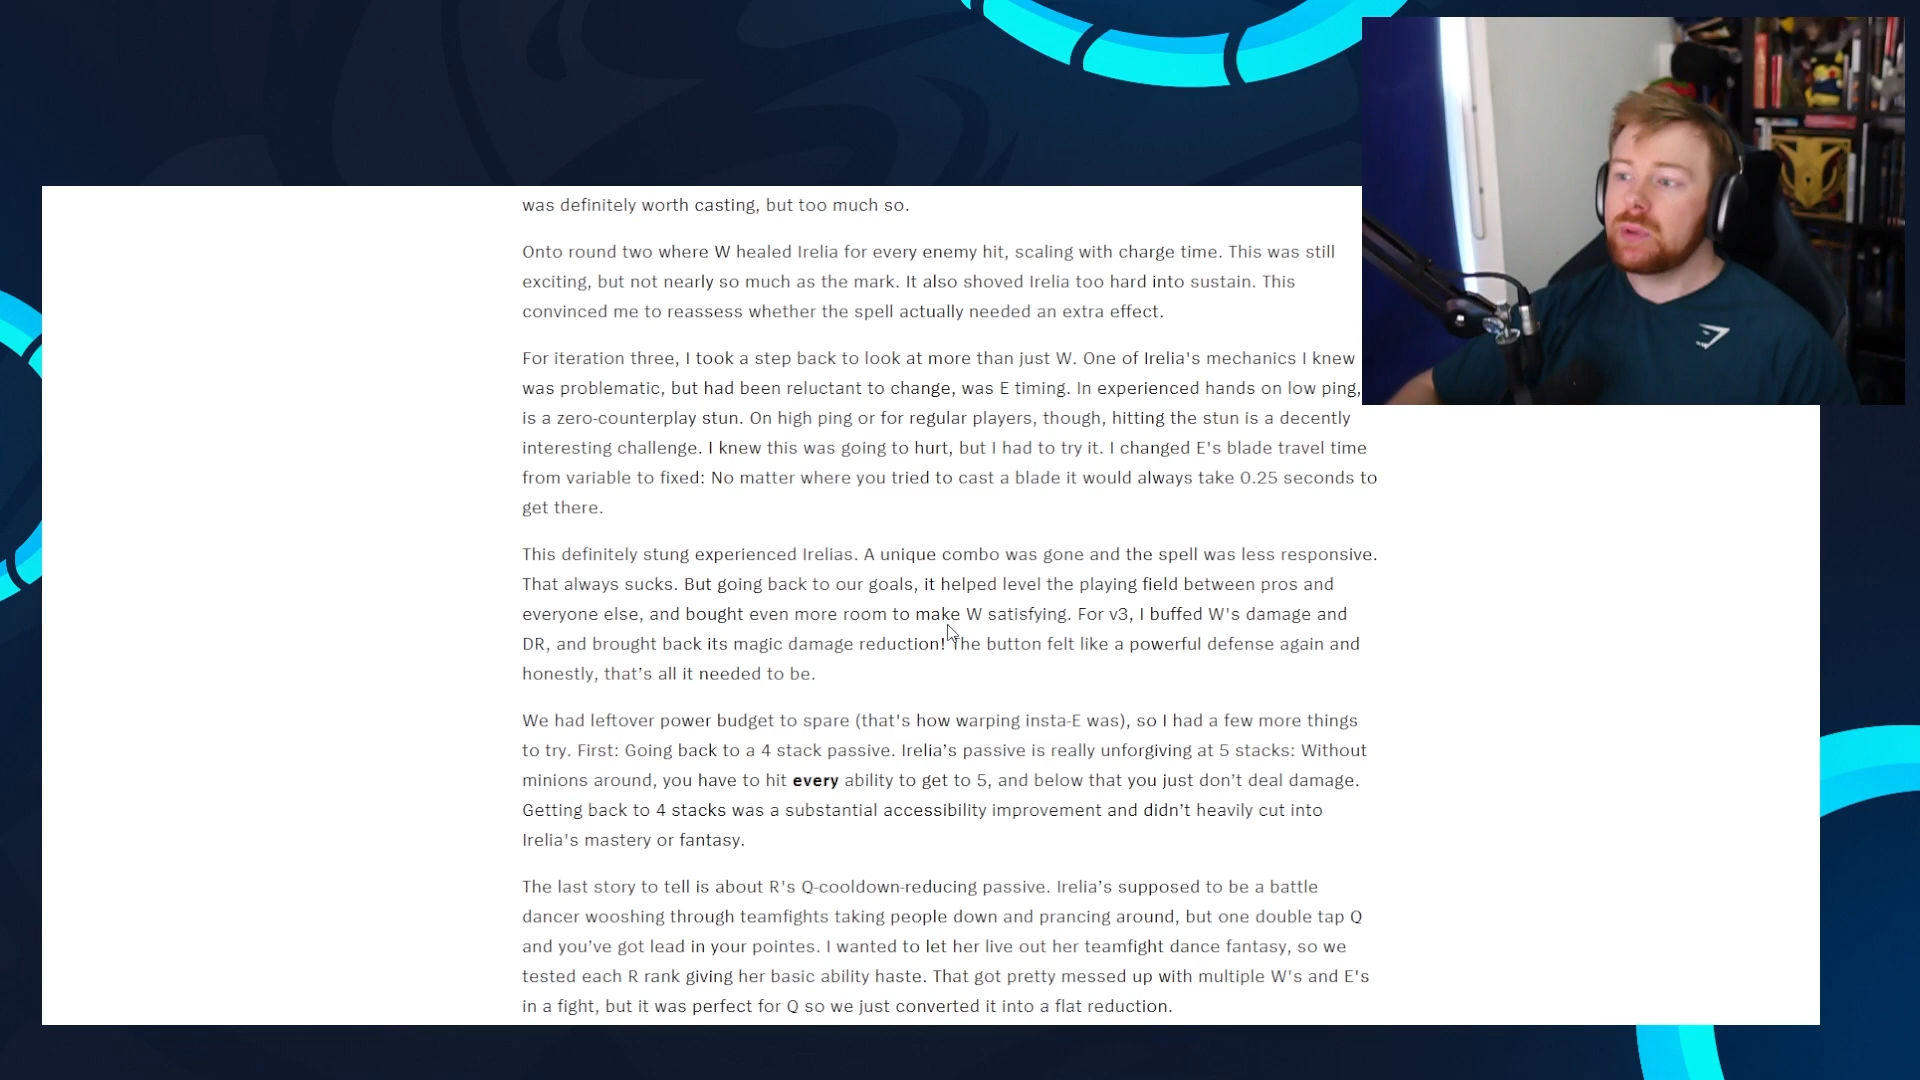 was definitely worth casting, but too much so.
Onto round two where W healed Irelia for every enemy hit, scaling with charge time. This was still
exciting, but not nearly so much as the mark. It also shoved Irelia too hard into sustain. This
convinced me to reassess whether the spell actually needed an extra effect.
For iteration three, I took a step back to look at more than just W. One of Irelia's mechanics I knew
was problematic, but had been reluctant to change, was E timing. In experienced hands on low ping,
is a zero-counterplay stun. On high ping or for regular players, though, hitting the stun is a decently
interesting challenge. I knew this was going to hurt, but I had to try it. I changed E's blade travel time
from variable to fixed: No matter where you tried to cast a blade it would always take 0.25 seconds to
get there.
This definitely stung experienced Irelias. A unique combo was gone and the spell was less responsive.
That always sucks. But going back to our goals, it helped level the playing field between pros and
everyone else, and bought even more room to make W satisfying. For v3, I buffed W's damage and
DR, and brought back its magic damage reduction! The button felt like a powerful defense again and
honestly, that’s all it needed to be.
We had leftover power budget to spare (that's how warping insta-E was), so I had a few more things
to try. First: Going back to a 4 stack passive. Irelia’s passive is really unforgiving at 5 stacks: Without
minions around, you have to hit every ability to get to 5, and below that you just don’t deal damage.
Getting back to 4 stacks was a substantial accessibility improvement and didn’t heavily cut into
Irelia's mastery or fantasy.
The last story to tell is about R's Q-cooldown-reducing passive. Irelia’s supposed to be a battle
dancer wooshing through teamfights taking people down and prancing around, but one double tap Q
and you’ve got lead in your pointes. I wanted to let her live out her teamfight dance fantasy, so we
tested each R rank giving her basic ability haste. That got pretty messed up with multiple W's and E's
in a fight, but it was perfect for Q so we just converted it into a flat reduction.